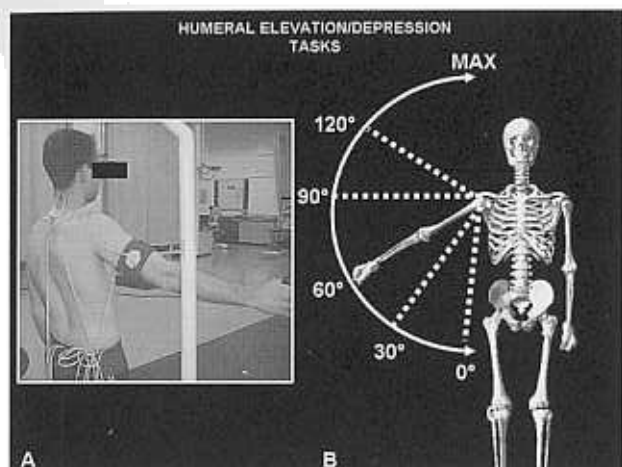 HUMERAL ELEVATION/DEPRESSION
TASKS
MAX
120°
90°
60°
30°
0°
A
B